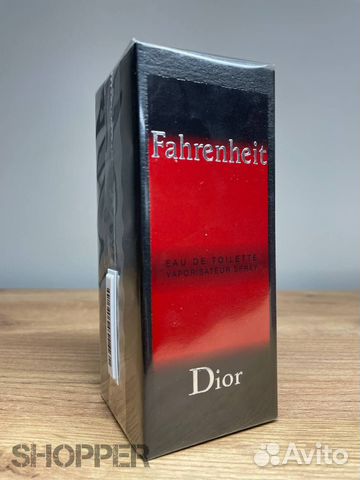 Fahrenheit
EAU DE TOILETTE
VAPORISATEUR SPRAY
Dior
SHOPPER
Avito